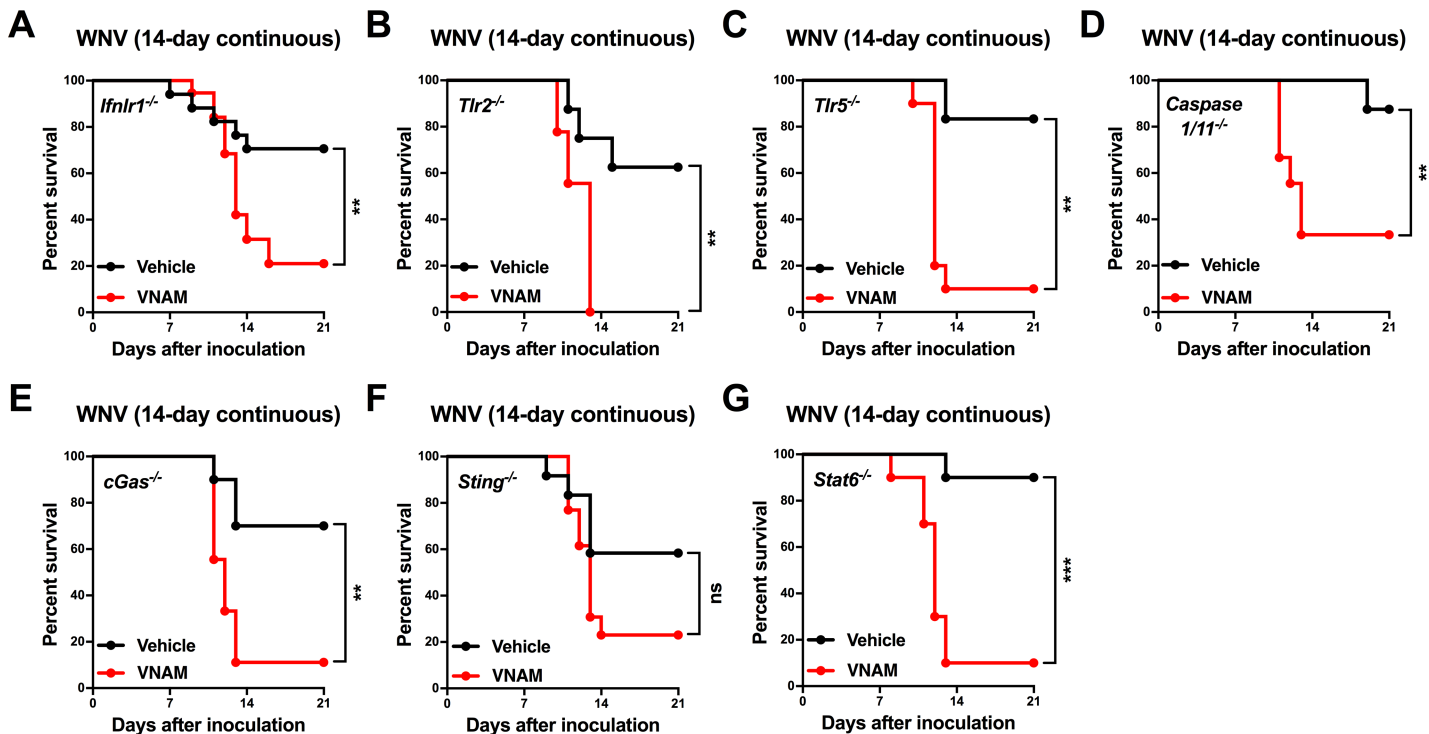 A
WNV (14-day continuous)
Percent survival
100
80
60
40
20
0
Ifnlr1-/-
Vehicle
VNAM
**
0 7 14 21
Days after inoculation
B
WNV (14-day continuous)
Percent survival
100
80
60
40
20
0
Tlr2-/-
Vehicle
VNAM
**
0 7 14 21
Days after inoculation
C
WNV (14-day continuous)
Percent survival
100
80
60
40
20
0
Tlr5-/-
Vehicle
VNAM
**
0 7 14 21
Days after inoculation
D
WNV (14-day continuous)
Percent survival
100
80
60
40
20
0
Caspase
1/11-/-
Vehicle
VNAM
**
0 7 14 21
Days after inoculation
E
WNV (14-day continuous)
Percent survival
100
80
60
40
20
0
cGas-/-
Vehicle
VNAM
**
0 7 14 21
Days after inoculation
F
WNV (14-day continuous)
Percent survival
100
80
60
40
20
0
Sting-/-
Vehicle
VNAM
ns
0 7 14 21
Days after inoculation
G
WNV (14-day continuous)
Percent survival
100
80
60
40
20
0
Stat6-/-
Vehicle
VNAM
***
0 7 14 21
Days after inoculation